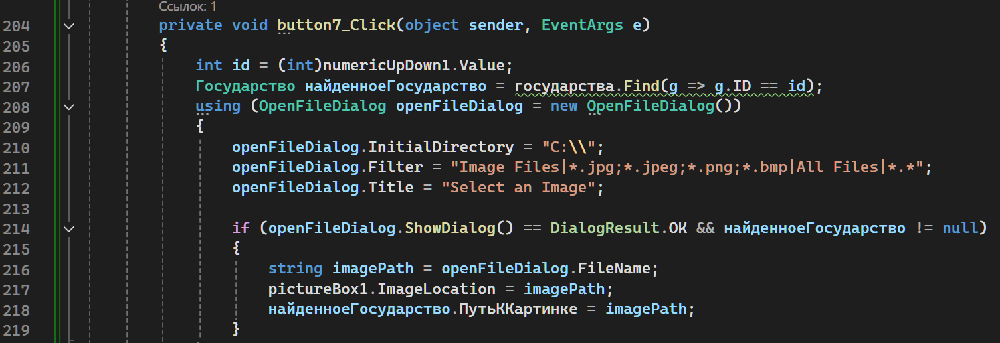 Ссылок: 1
204 private void button7_Click(object sender, EventArgs e)
205 {
206 int id = (int)numericUpDown1.Value;
207 Государство найденноеГосударство = государства.Find(g => g.ID == id);
208 using (OpenFileDialog openFileDialog = new OpenFileDialog())
209 {
210 openFileDialog.InitialDirectory = "C:\\";
211 openFileDialog.Filter = "Image Files|*.jpg;*.jpeg;*.png;*.bmp|All Files|*.*";
212 openFileDialog.Title = "Select an Image";
213
214 if (openFileDialog.ShowDialog() == DialogResult.OK && найденноеГосударство != null)
215 {
216 string imagePath = openFileDialog.FileName;
217 pictureBox1.ImageLocation = imagePath;
218 найденноеГосударство.ПутьККартинке = imagePath;
219 }